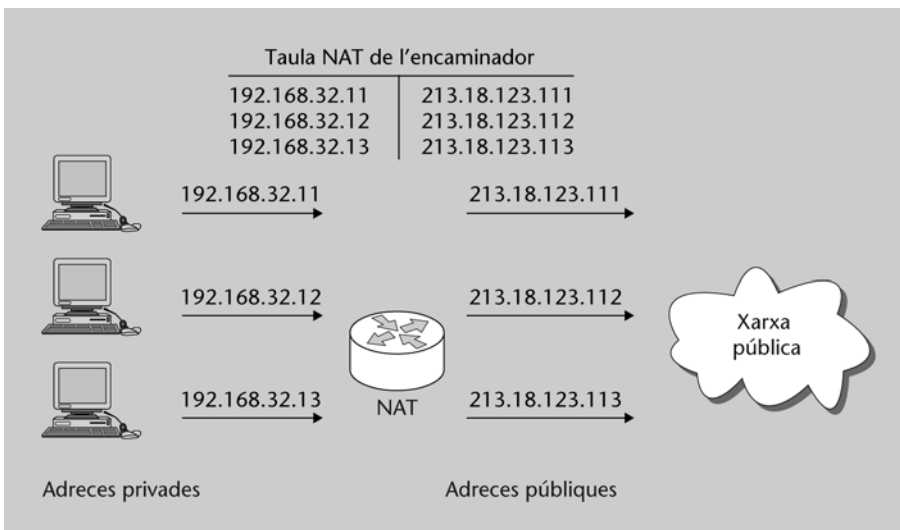 Taula NAT de l'encaminador
192.168.32.11 213.18.123.111
192.168.32.12 213.18.123.112
192.168.32.13 213.18.123.113
192.168.32.11 213.18.123.111
192.168.32.12 213.18.123.112
Xarxa
pública
192.168.32.13 213.18.123.113
NAT
Adreces privades Adreces públiques